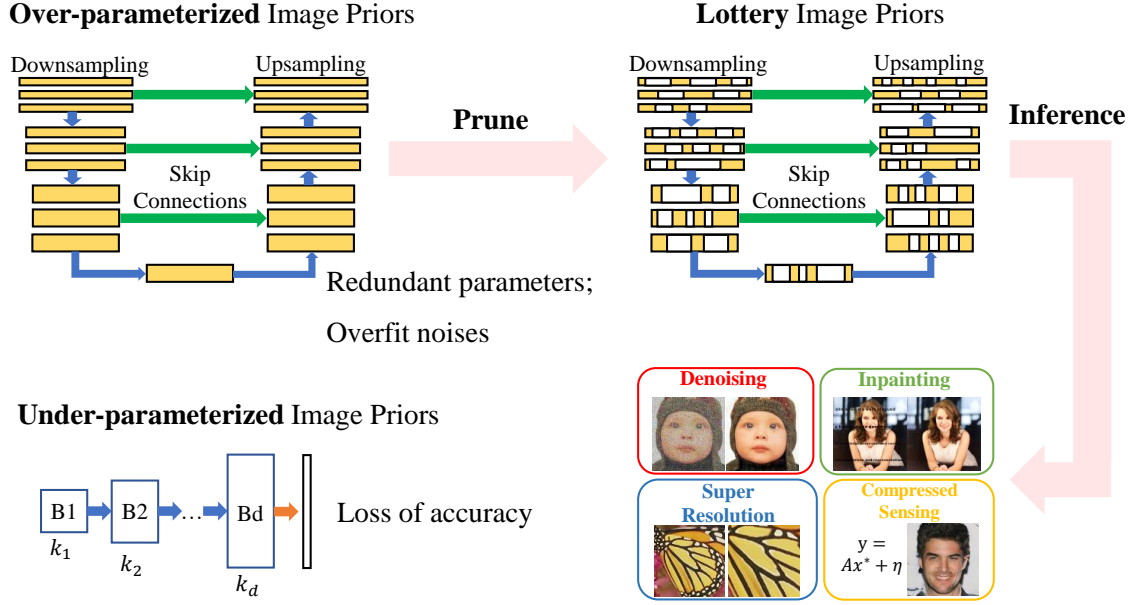 Over-parameterized Image Priors
Downsampling
Upsampling
Skip
Connections
Redundant parameters;
Overfit noises
Prune
Lottery Image Priors
Downsampling
Upsampling
Skip
Connections
Inference
Under-parameterized Image Priors
B1
B2
...
Bd
k₁
k₂
k_d
Loss of accuracy
Denoising
Inpainting
Super
Resolution
Compressed
Sensing
y =
Ax* + η